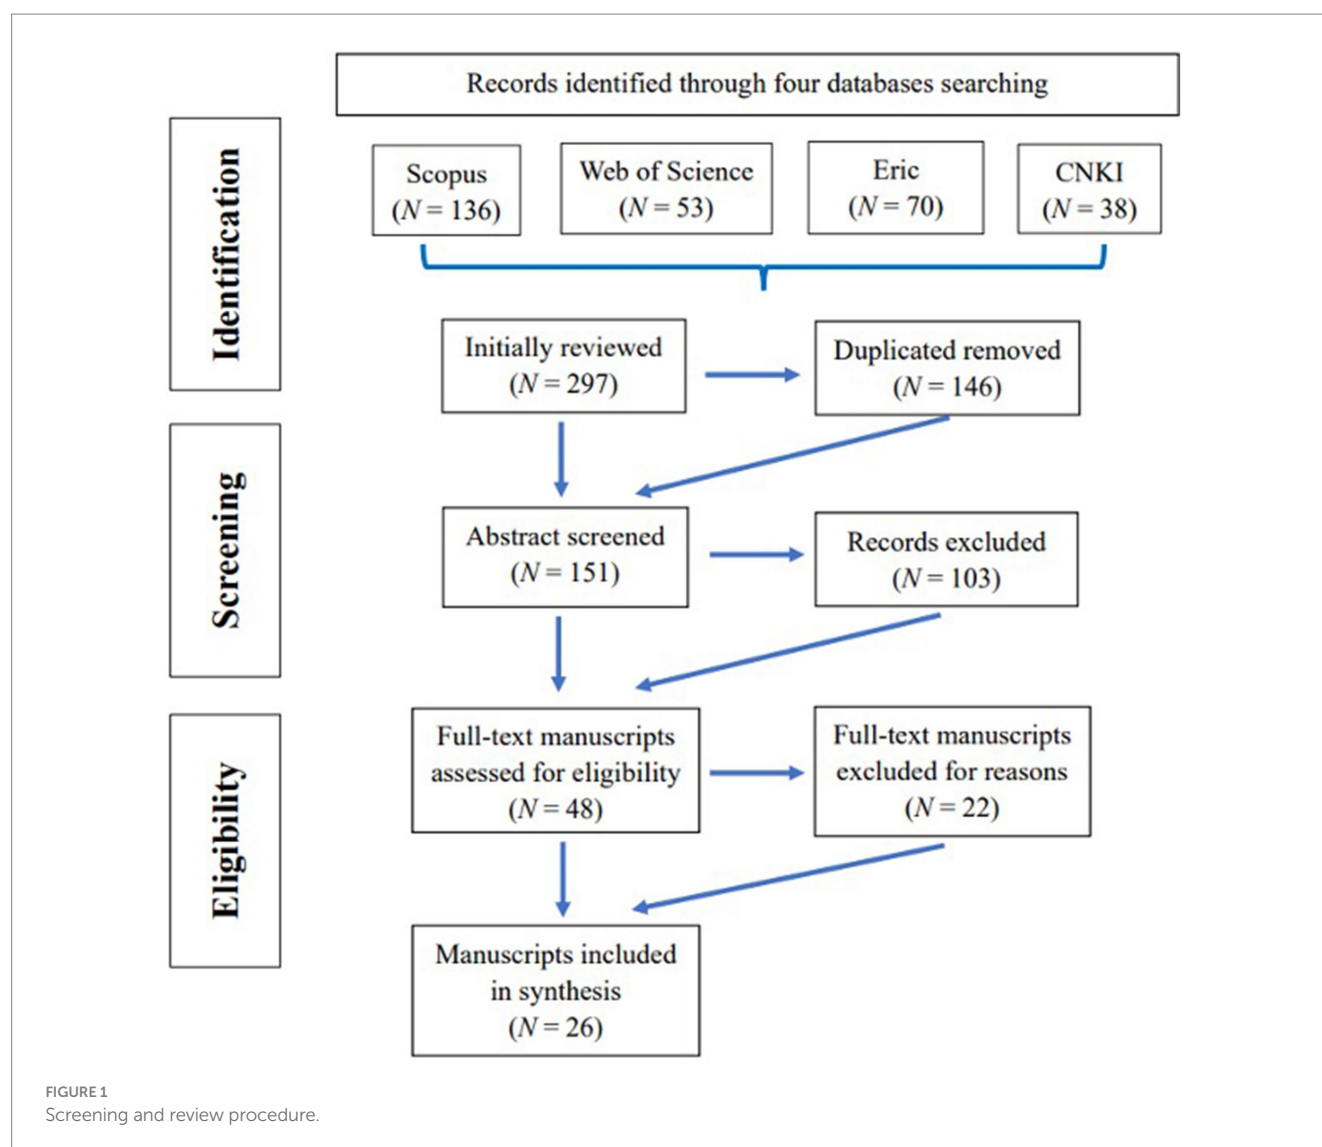 Records identified through four databases searching
Identification
Scopus
(N = 136)
Web of Science
(N = 53)
Eric
(N = 70)
CNKI
(N = 38)
Initially reviewed
(N = 297)
Duplicated removed
(N = 146)
Screening
Abstract screened
(N = 151)
Records excluded
(N = 103)
Eligibility
Full-text manuscripts
assessed for eligibility
(N = 48)
Full-text manuscripts
excluded for reasons
(N = 22)
Manuscripts included
in synthesis
(N = 26)
FIGURE 1
Screening and review procedure.